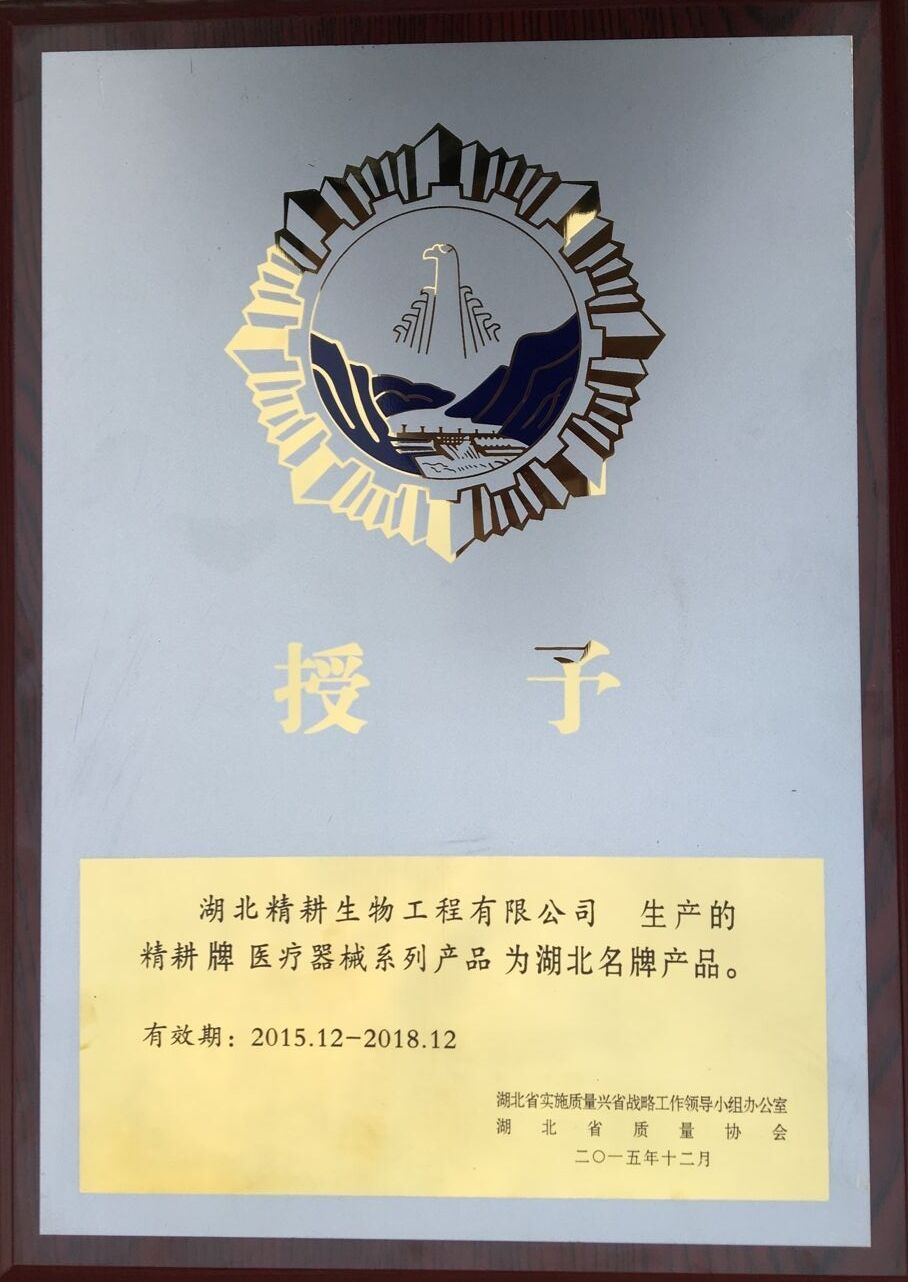 授 予
湖北精耕生物工程有限公司 生产的
精耕牌 医疗器械系列产品 为湖北名牌产品。
有效期：2015.12-2018.12
湖北省实施质量兴省战略工作领导小组办公室
湖北省质量协会
二〇一五年十二月